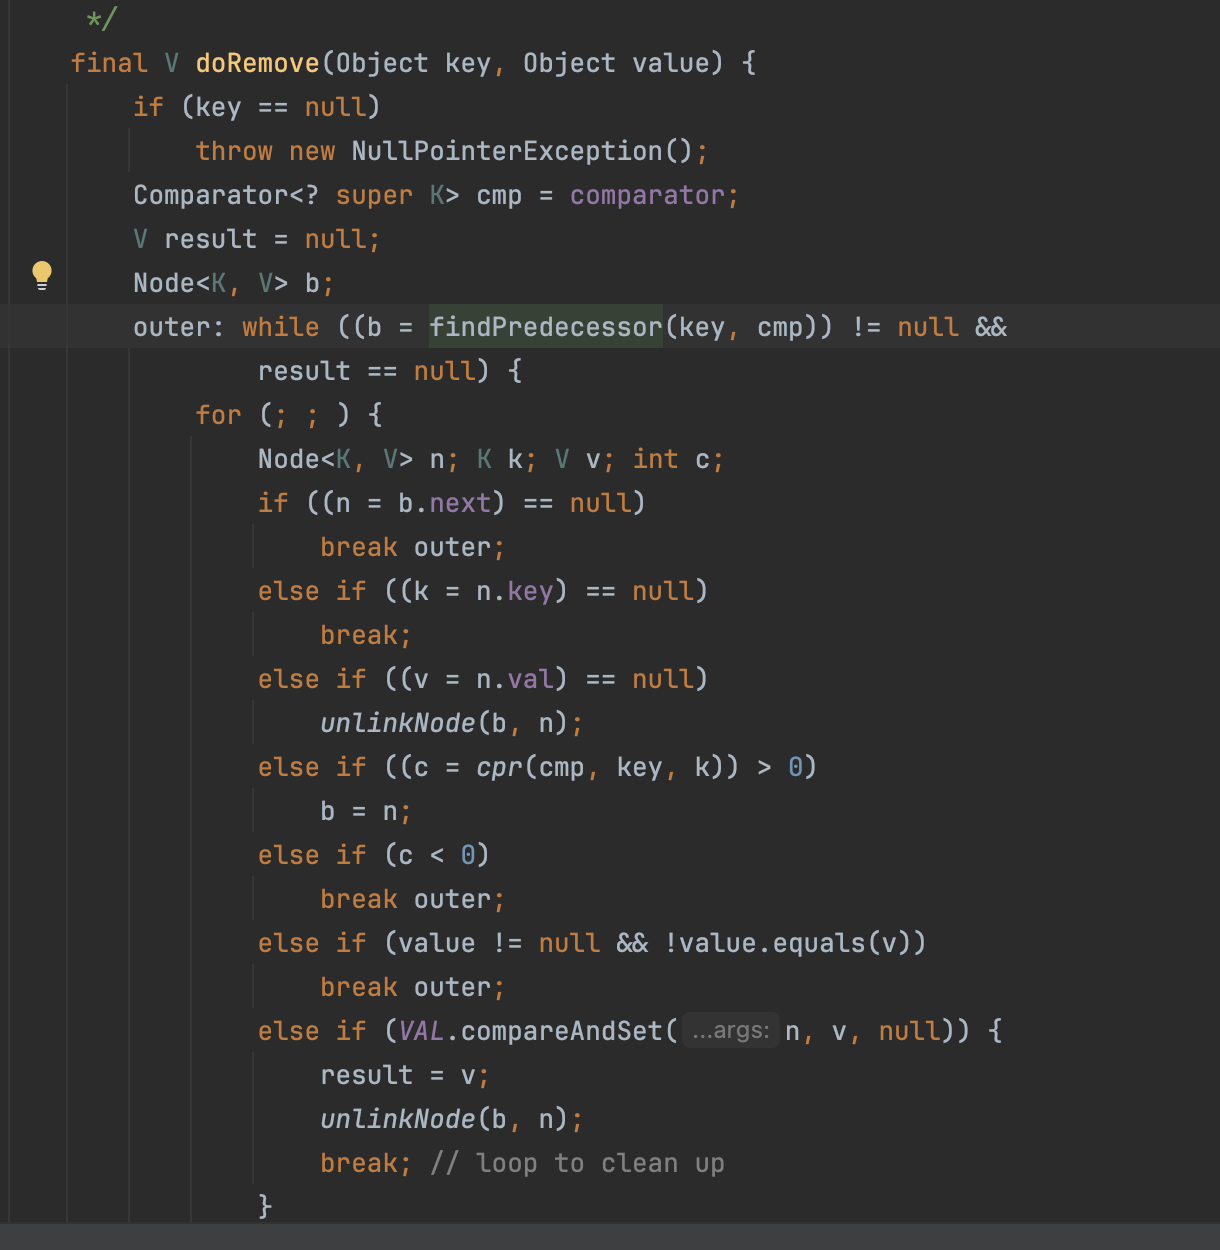 */
final V doRemove(Object key, Object value) {
if (key == null)
throw new NullPointerException();
Comparator<? super K> cmp = comparator;
V result = null;
Node<K, V> b;
outer: while ((b = findPredecessor(key, cmp)) != null &&
result == null) {
for (; ; ) {
Node<K, V> n; K k; V v; int c;
if ((n = b.next) == null)
break outer;
else if ((k = n.key) == null)
break;
else if ((v = n.val) == null)
unlinkNode(b, n);
else if ((c = cpr(cmp, key, k)) > 0)
b = n;
else if (c < 0)
break outer;
else if (value != null && !value.equals(v))
break outer;
else if (VAL.compareAndSet( ...args: n, v, null)) {
result = v;
unlinkNode(b, n);
break; // loop to clean up
}